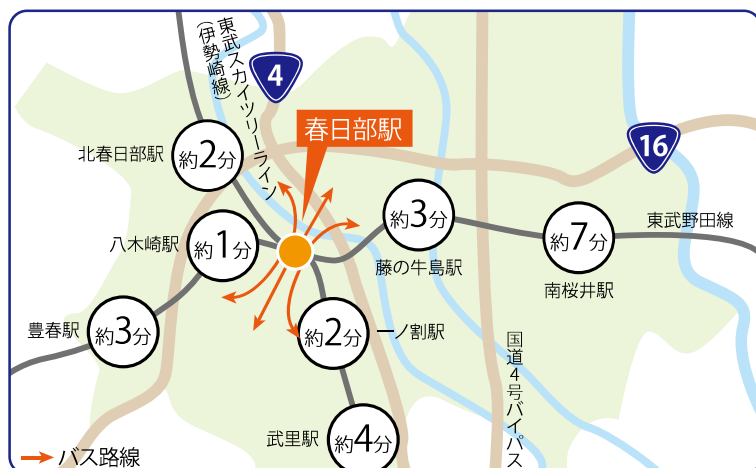 東武スカイツリーライン
(伊勢崎線)
4
春日部駅
16
北春日部駅
約2分
八木崎駅
約1分
約3分
藤の牛島駅
約7分
南桜井駅
東武野田線
豊春駅
約3分
約2分
一ノ割駅
国道4号バイパス
武里駅
約4分
バス路線